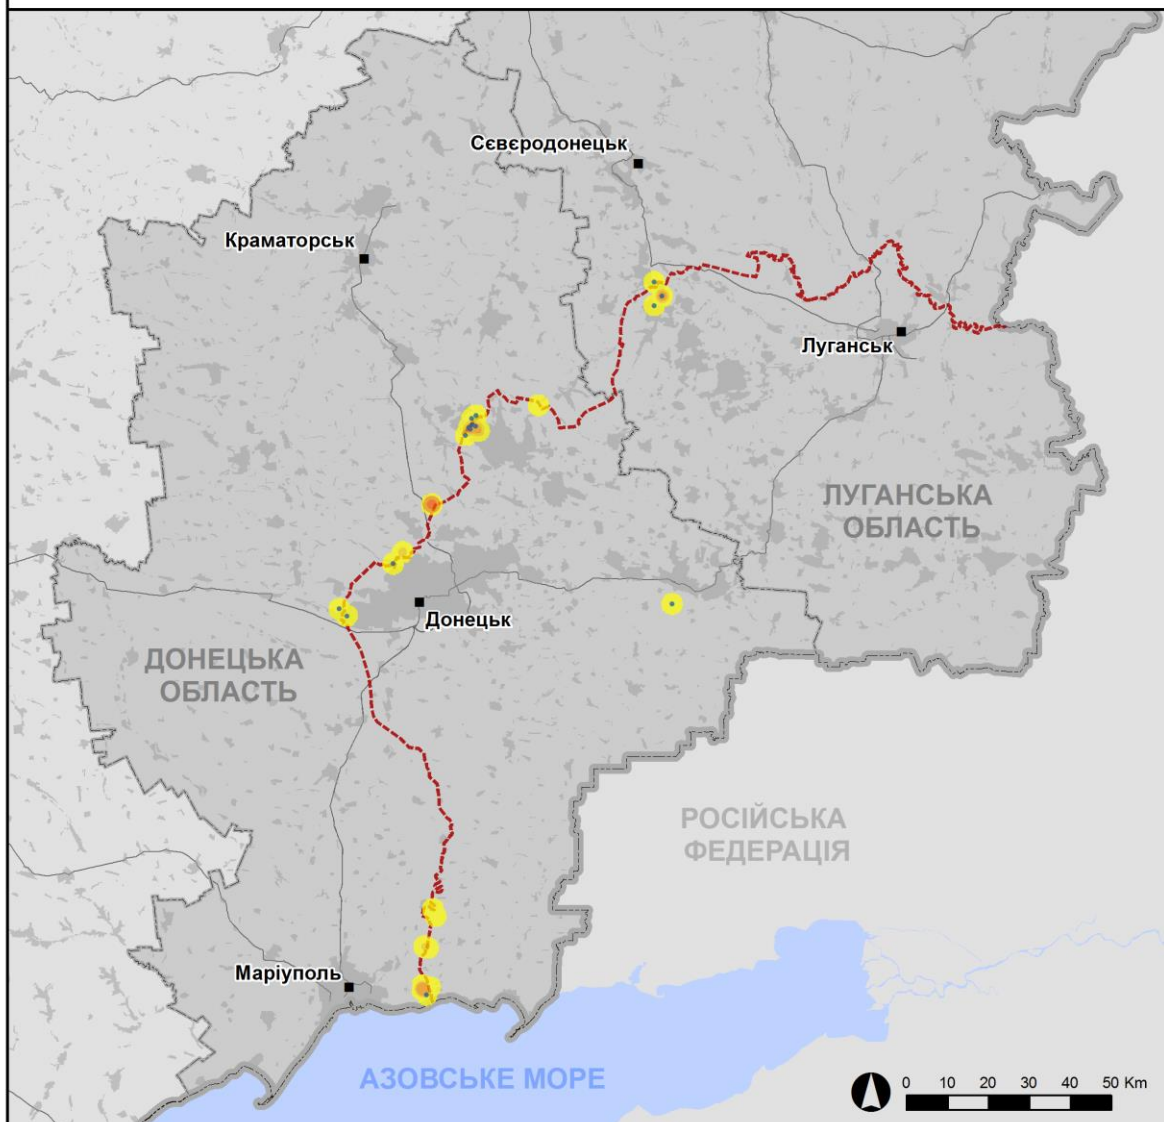 Сєвєродонецьк
Краматорськ
Луганськ
ЛУГАНСЬКА
ОБЛАСТЬ
Донецьк
ДОНЕЦЬКА
ОБЛАСТЬ
РОСІЙСЬКА
ФЕДЕРАЦІЯ
Маріуполь
АЗОВСЬКЕ МОРЕ
0 10 20 30 40 50 Km